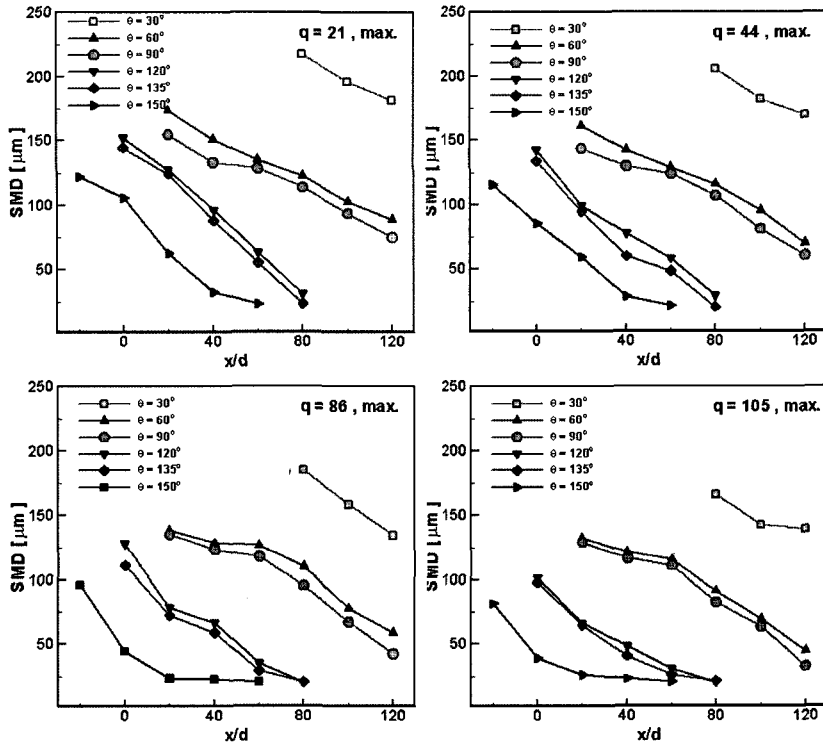 250
200
150
100
50
SMD [ μm ]
θ = 30°
θ = 60°
θ = 90°
θ = 120°
θ = 135°
θ = 150°
q = 21 , max.
0 40 80 120
x/d
250
200
150
100
50
SMD [ μm ]
θ = 30°
θ = 60°
θ = 90°
θ = 120°
θ = 135°
θ = 150°
q = 44 , max.
0 40 80 120
x/d
250
200
150
100
50
SMD [ μm ]
θ = 30°
θ = 60°
θ = 90°
θ = 120°
θ = 135°
θ = 150°
q = 86 , max.
0 40 80 120
x/d
250
200
150
100
50
SMD [ μm ]
θ = 30°
θ = 60°
θ = 90°
θ = 120°
θ = 135°
θ = 150°
q = 105 , max.
0 40 80 120
x/d